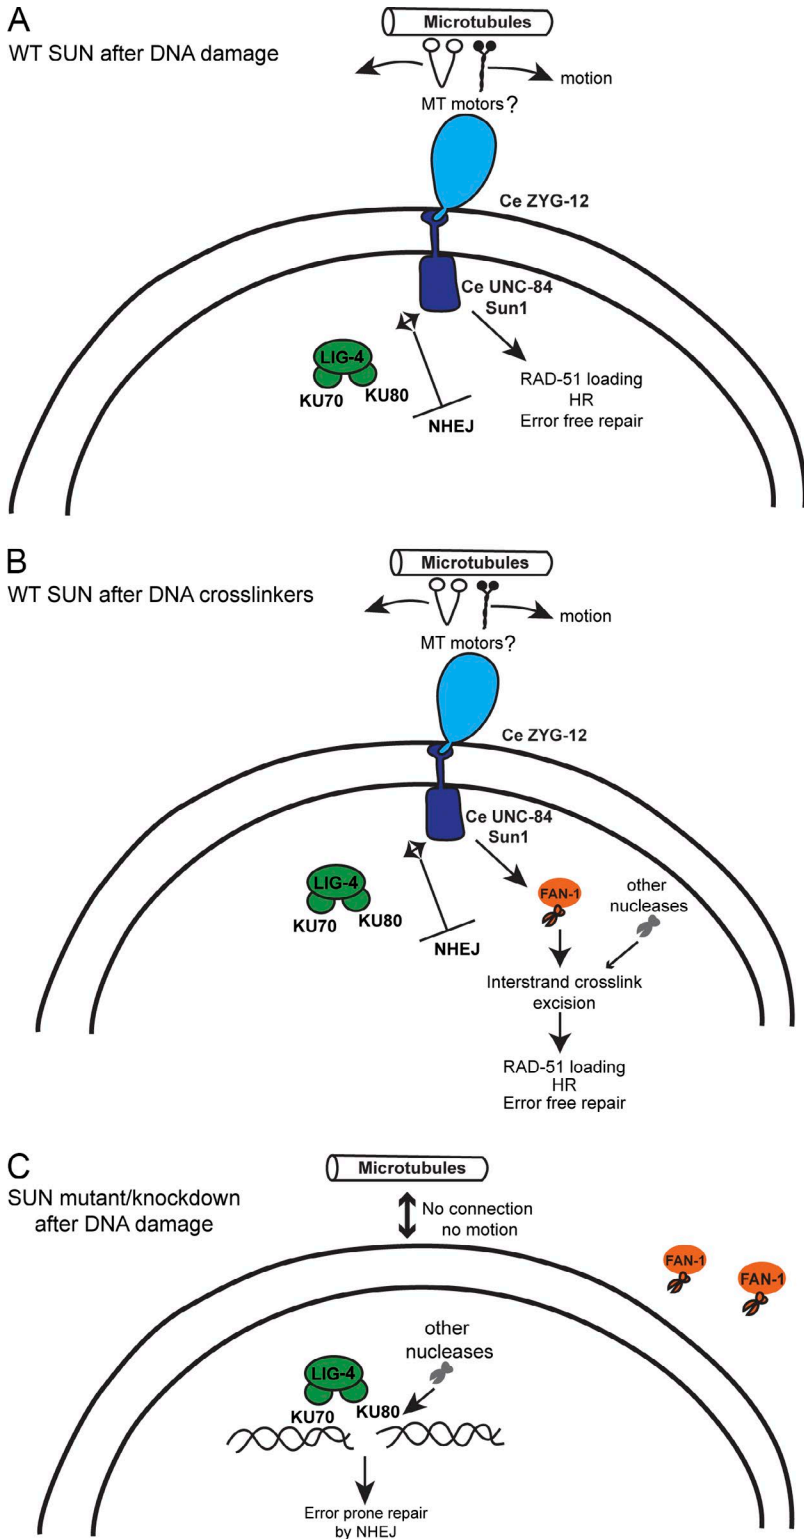 A
WT SUN after DNA damage
Microtubules
motion
MT motors?
Ce ZYG-12
Ce UNC-84
Sun1
LIG-4
KU70
KU80
NHEJ
RAD-51 loading
HR
Error free repair
B
WT SUN after DNA crosslinkers
Microtubules
motion
MT motors?
Ce ZYG-12
Ce UNC-84
Sun1
LIG-4
KU70
KU80
NHEJ
FAN-1
other
nucleases
Interstrand crosslink
excision
RAD-51 loading
HR
Error free repair
C
SUN mutant/knockdown
after DNA damage
Microtubules
No connection
no motion
FAN-1
FAN-1
other
nucleases
LIG-4
KU70
KU80
Error prone repair
by NHEJ